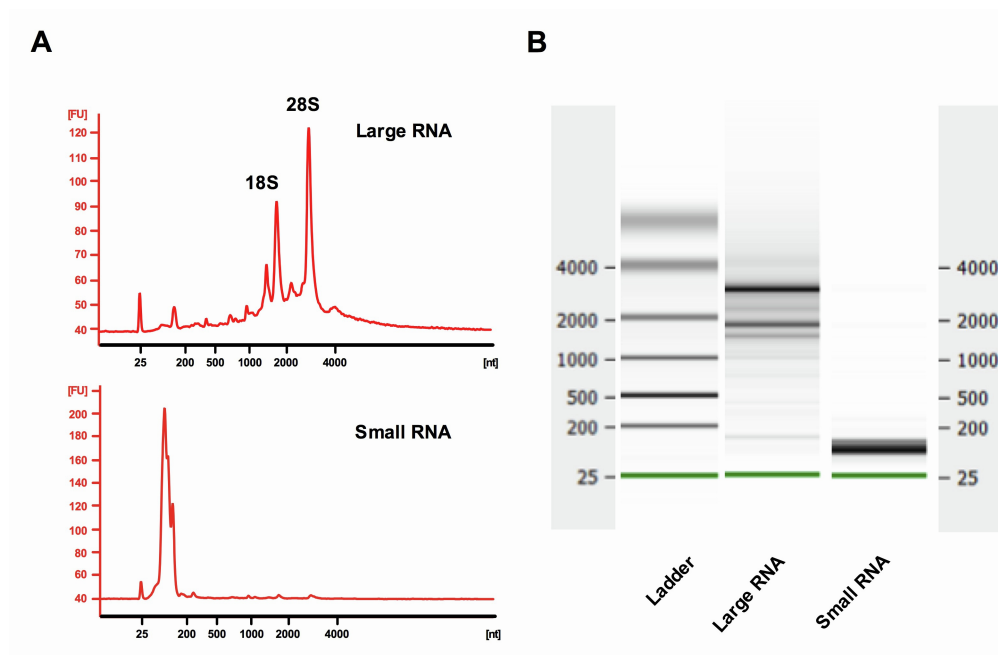 A
[FU]
120
110
100
90
80
70
60
50
40
28S
18S
Large RNA
25 200 500 1000 2000 4000 [nt]
[FU]
200
180
160
140
120
100
80
60
40
Small RNA
25 200 500 1000 2000 4000 [nt]
B
4000 4000
2000 2000
1000 1000
500 500
200 200
25 25
Ladder
Large RNA
Small RNA